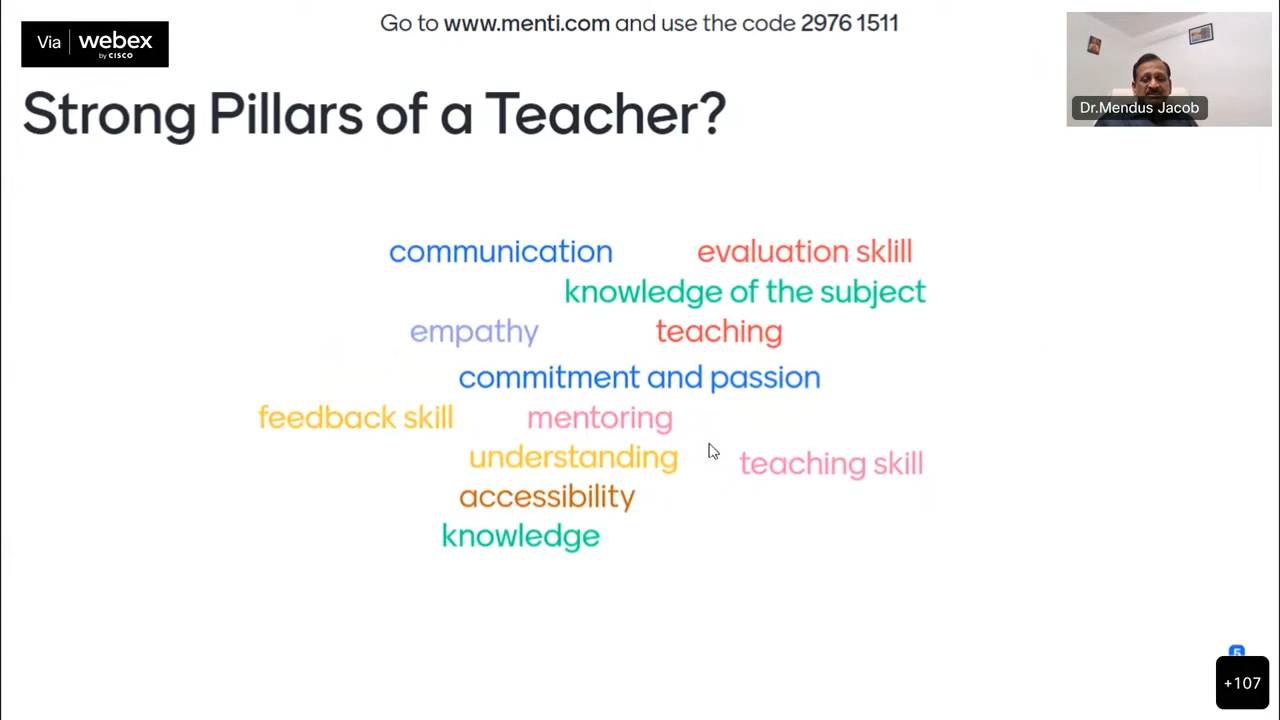 Go to www.menti.com and use the code 2976 1511
Via webex
by CISCO
Dr.Mendus Jacob
Strong Pillars of a Teacher?
communication evaluation sklill
knowledge of the subject
empathy teaching
commitment and passion
feedback skill mentoring
understanding teaching skill
accessibility
knowledge
5
+107